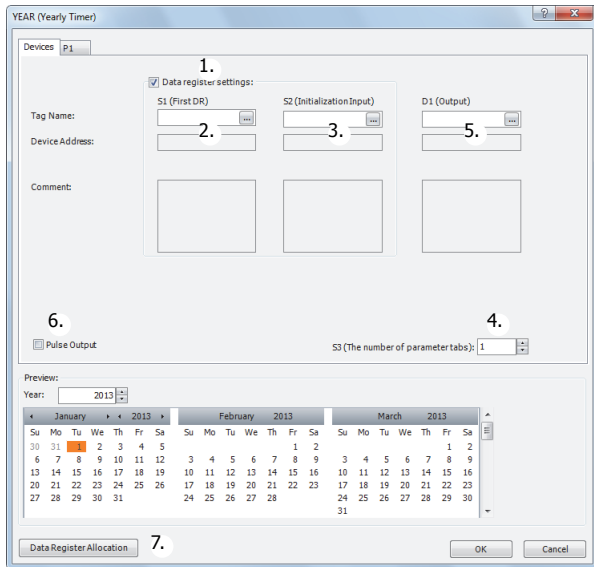 YEAR (Yearly Timer)
Devices P1
1.
Data register settings:
S1 (First DR) S2 (Initialization Input) D1 (Output)
Tag Name: ... ... ...
2. 3. 5.
Device Address:
Comment:
6. 4.
Pulse Output S3 (The number of parameter tabs): 1
Preview:
Year: 2013
January 2013 February 2013 March 2013
Su Mo Tu We Th Fr Sa Su Mo Tu We Th Fr Sa Su Mo Tu We Th Fr Sa
30 31 1 2 3 4 5 1 2 1 2
6 7 8 9 10 11 12 3 4 5 6 7 8 9 3 4 5 6 7 8 9
13 14 15 16 17 18 19 10 11 12 13 14 15 16 10 11 12 13 14 15 16
20 21 22 23 24 25 26 17 18 19 20 21 22 23 17 18 19 20 21 22 23
27 28 29 30 31 24 25 26 27 28 24 25 26 27 28 29 30
31
Data Register Allocation 7. OK Cancel